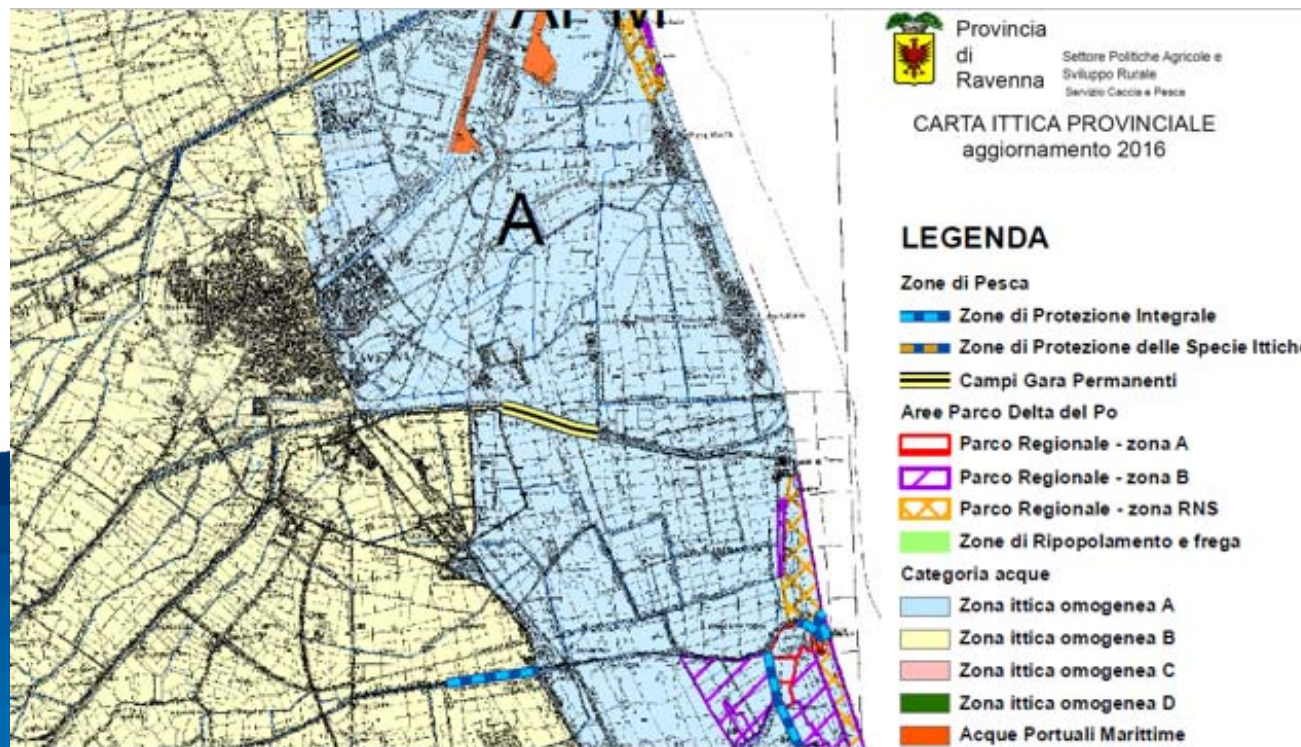 APM
A
Provincia
di
Ravenna
Settore Politiche Agricole e
Sviluppo Rurale
Servizio Caccia e Pesca
CARTA ITTICA PROVINCIALE
aggiornamento 2016
LEGENDA
Zone di Pesca
Zone di Protezione Integrale
Zone di Protezione delle Specie Ittiche
Campi Gara Permanenti
Aree Parco Delta del Po
Parco Regionale - zona A
Parco Regionale - zona B
Parco Regionale - zona RNS
Zone di Ripopolamento e frega
Categoria acque
Zona ittica omogenea A
Zona ittica omogenea B
Zona ittica omogenea C
Zona ittica omogenea D
Acque Portuali Marittime